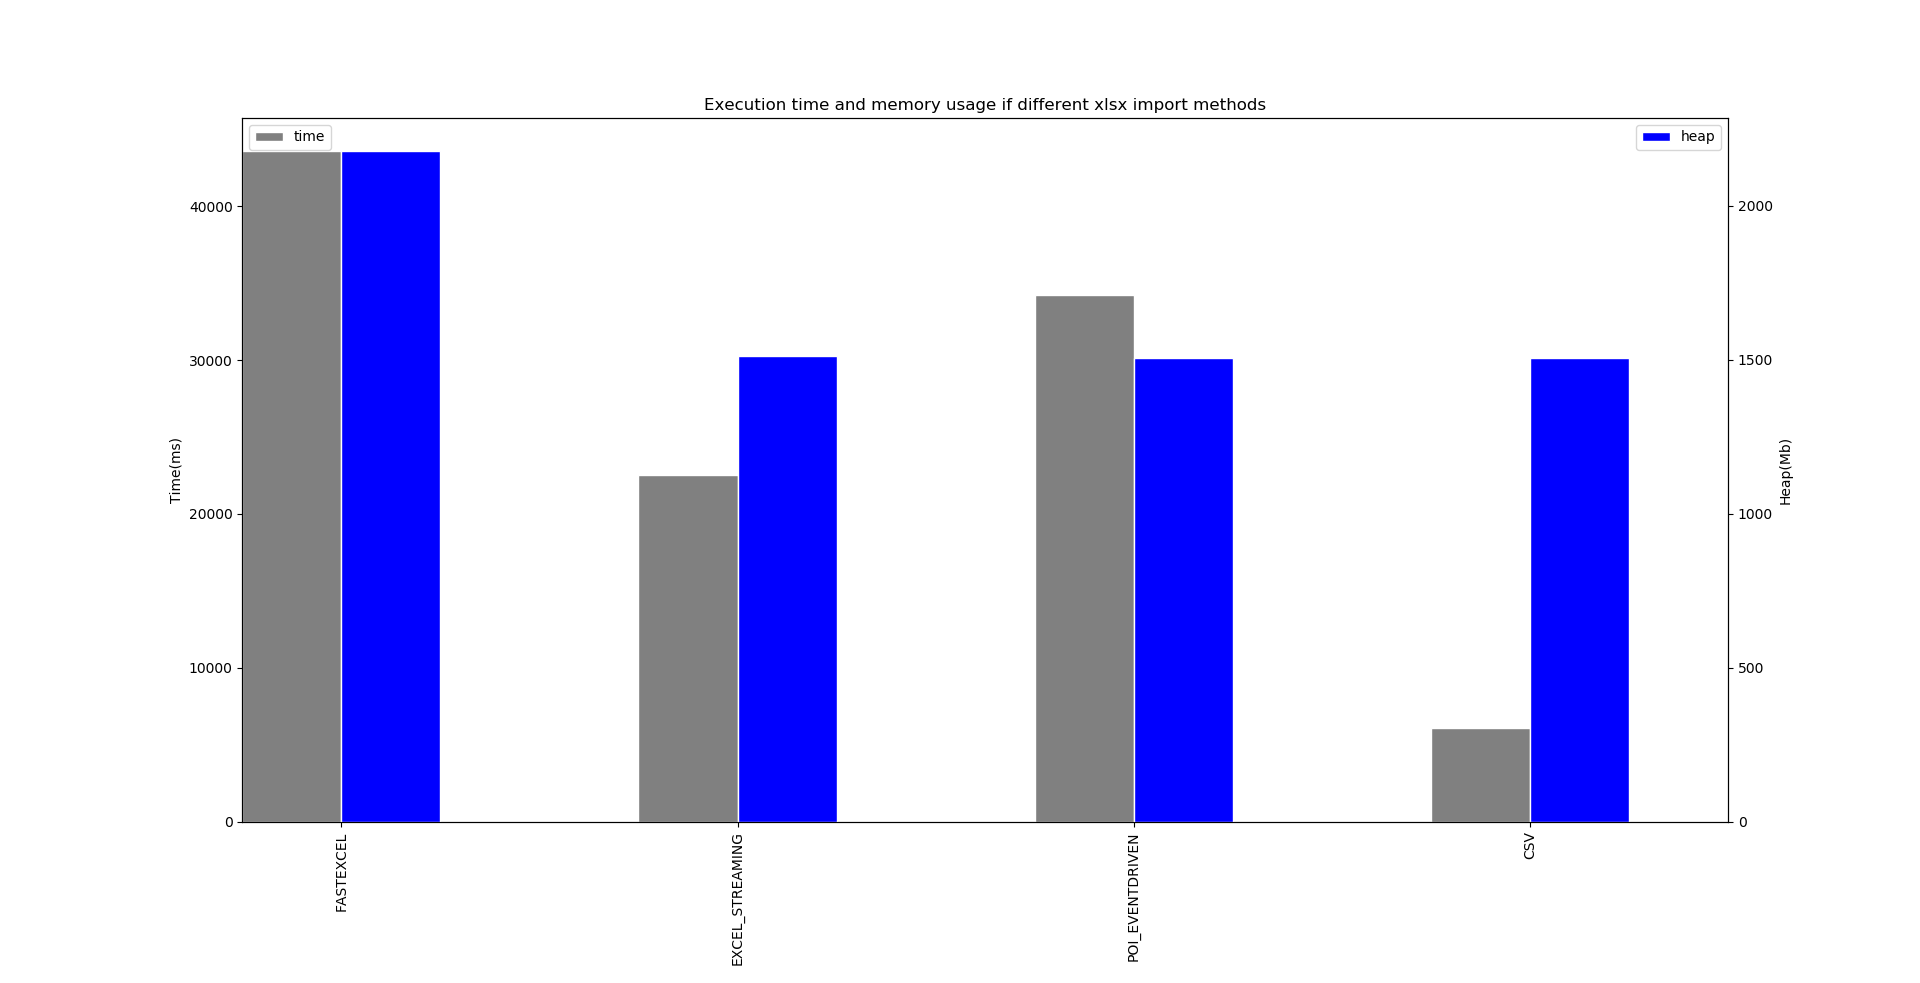 Execution time and memory usage if different xlsx import methods
time
heap
Time(ms)
40000
30000
20000
10000
0
Heap(Mb)
2000
1500
1000
500
0
FASTEXCEL
EXCEL_STREAMING
POI_EVENTDRIVEN
CSV